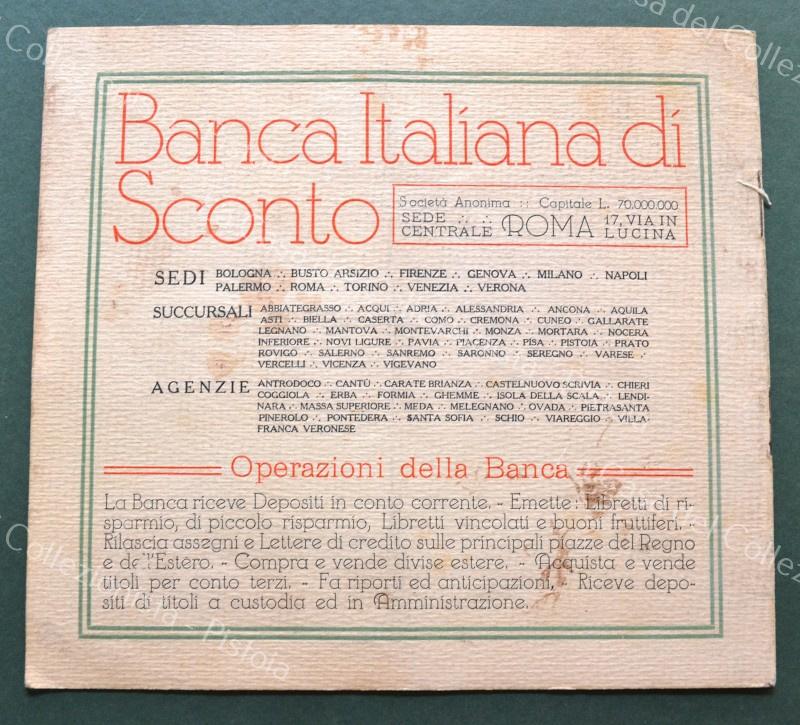 Banca Italiana di
Sconto
Società Anonima :: Capitale L. 70.000.000
SEDE ∴ ∴ ROMA 17, VIA IN
CENTRALE LUCINA
SEDI BOLOGNA ∴ BUSTO ARSIZIO ∴ FIRENZE ∴ GENOVA ∴ MILANO ∴ NAPOLI
PALERMO ∴ ROMA ∴ TORINO ∴ VENEZIA ∴ VERONA
SUCCURSALI ABBIATEGRASSO ∴ ACQUI ∴ ADRIA ∴ ALESSANDRIA ∴ ANCONA ∴ AQUILA
ASTI ∴ BIELLA ∴ CASERTA ∴ COMO ∴ CREMONA ∴ CUNEO ∴ GALLARATE
LEGNANO ∴ MANTOVA ∴ MONTEVARCHI ∴ MONZA ∴ MORTARA ∴ NOCERA
INFERIORE ∴ NOVI LIGURE ∴ PAVIA ∴ PIACENZA ∴ PISA ∴ PISTOIA ∴ PRATO
ROVIGO ∴ SALERNO ∴ SANREMO ∴ SARONNO ∴ SEREGNO ∴ VARESE ∴
VERCELLI ∴ VICENZA ∴ VIGEVANO
AGENZIE ANTRODOCO ∴ CANTÙ ∴ CARATE BRIANZA ∴ CASTELNUOVO SCRIVIA ∴ CHIERI
COGGIOLA ∴ ERBA ∴ FORMIA ∴ GHEMME ∴ ISOLA DELLA SCALA ∴ LENDI-
NARA ∴ MASSA SUPERIORE ∴ MEDA ∴ MELEGNANO ∴ OVADA ∴ PIETRASANTA
PINEROLO ∴ PONTEDERA ∴ SANTA SOFIA ∴ SCHIO ∴ VIAREGGIO ∴ VILLA-
FRANCA VERONESE
Operazioni della Banca
La Banca riceve Depositi in conto corrente. - Emette: Libretti di ri-
sparmio, di piccolo risparmio, Libretti vincolati e buoni fruttiferi. -
Rilascia assegni e Lettere di credito sulle principali piazze del Regno
e dell'Estero. - Compra e vende divise estere. - Acquista e vende
titoli per conto terzi. - Fa riporti ed anticipazioni, - Riceve depo-
siti di titoli a custodia ed in Amministrazione.
Pistoia